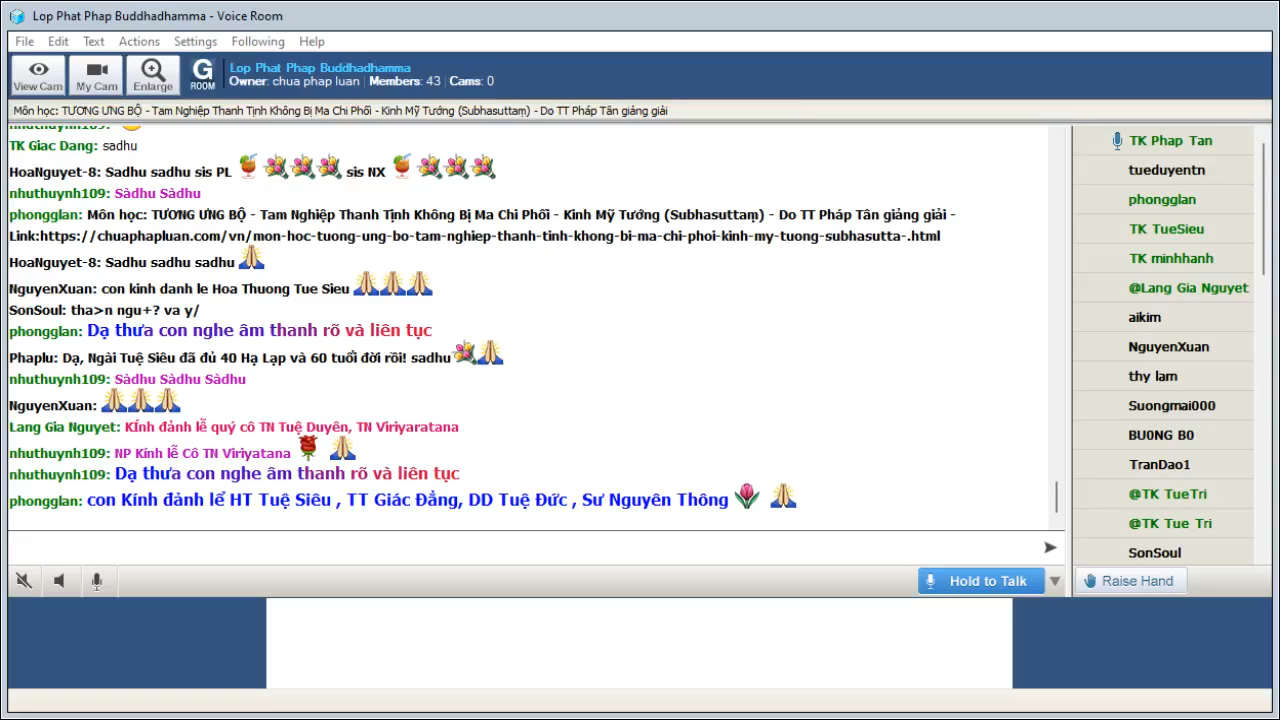 Lop Phat Phap Buddhadhamma - Voice Room
File Edit Text Actions Settings Following Help
View Cam My Cam Enlarge G ROOM
Lop Phat Phap Buddhadhamma
Owner: chua phap luan Members: 43 Cams: 0
Môn học: TƯƠNG ƯNG BỘ - Tam Nghiệp Thanh Tịnh Không Bị Ma Chi Phối - Kinh Mỹ Tướng (Subhasuttaṃ) - Do TT Pháp Tân giảng giải
nhuthuynh109:
TK Giac Dang: sadhu
HoaNguyet-8: Sadhu sadhu sis PL sis NX
nhuthuynh109: Sàdhu Sàdhu
phongglan: Môn học: TƯƠNG ƯNG BỘ - Tam Nghiệp Thanh Tịnh Không Bị Ma Chi Phối - Kinh Mỹ Tướng (Subhasuttaṃ) - Do TT Pháp Tân giảng giải -
Link:https://chuaphapluan.com/vn/mon-hoc-tuong-ung-bo-tam-nghiep-thanh-tinh-khong-bi-ma-chi-phoi-kinh-my-tuong-subhasutta-.html
HoaNguyet-8: Sadhu sadhu sadhu
NguyenXuan: con kinh danh le Hoa Thuong Tue Sieu
SonSoul: tha>n ngu+? va y/
phongglan: Dạ thưa con nghe âm thanh rõ và liên tục
Phaplu: Dạ, Ngài Tuệ Siêu đã đủ 40 Hạ Lạp và 60 tuổi đời rồi! sadhu
nhuthuynh109: Sàdhu Sàdhu Sàdhu
NguyenXuan:
Lang Gia Nguyet: KÍnh đảnh lễ quý cô TN Tuệ Duyên, TN Viriyaratana
nhuthuynh109: NP Kính lễ Cô TN Viriyatana
nhuthuynh109: Dạ thưa con nghe âm thanh rõ và liên tục
phongglan: con Kính đảnh lể HT Tuệ Siêu , TT Giác Đẳng, DD Tuệ Đức , Sư Nguyên Thông
TK Phap Tan
tueduyentn
phongglan
TK TueSieu
TK minhhanh
@Lang Gia Nguyet
aikim
NguyenXuan
thy lam
Suongmai000
BU0NG B0
TranDao1
@TK TueTri
@TK Tue Tri
SonSoul
Hold to Talk
Raise Hand